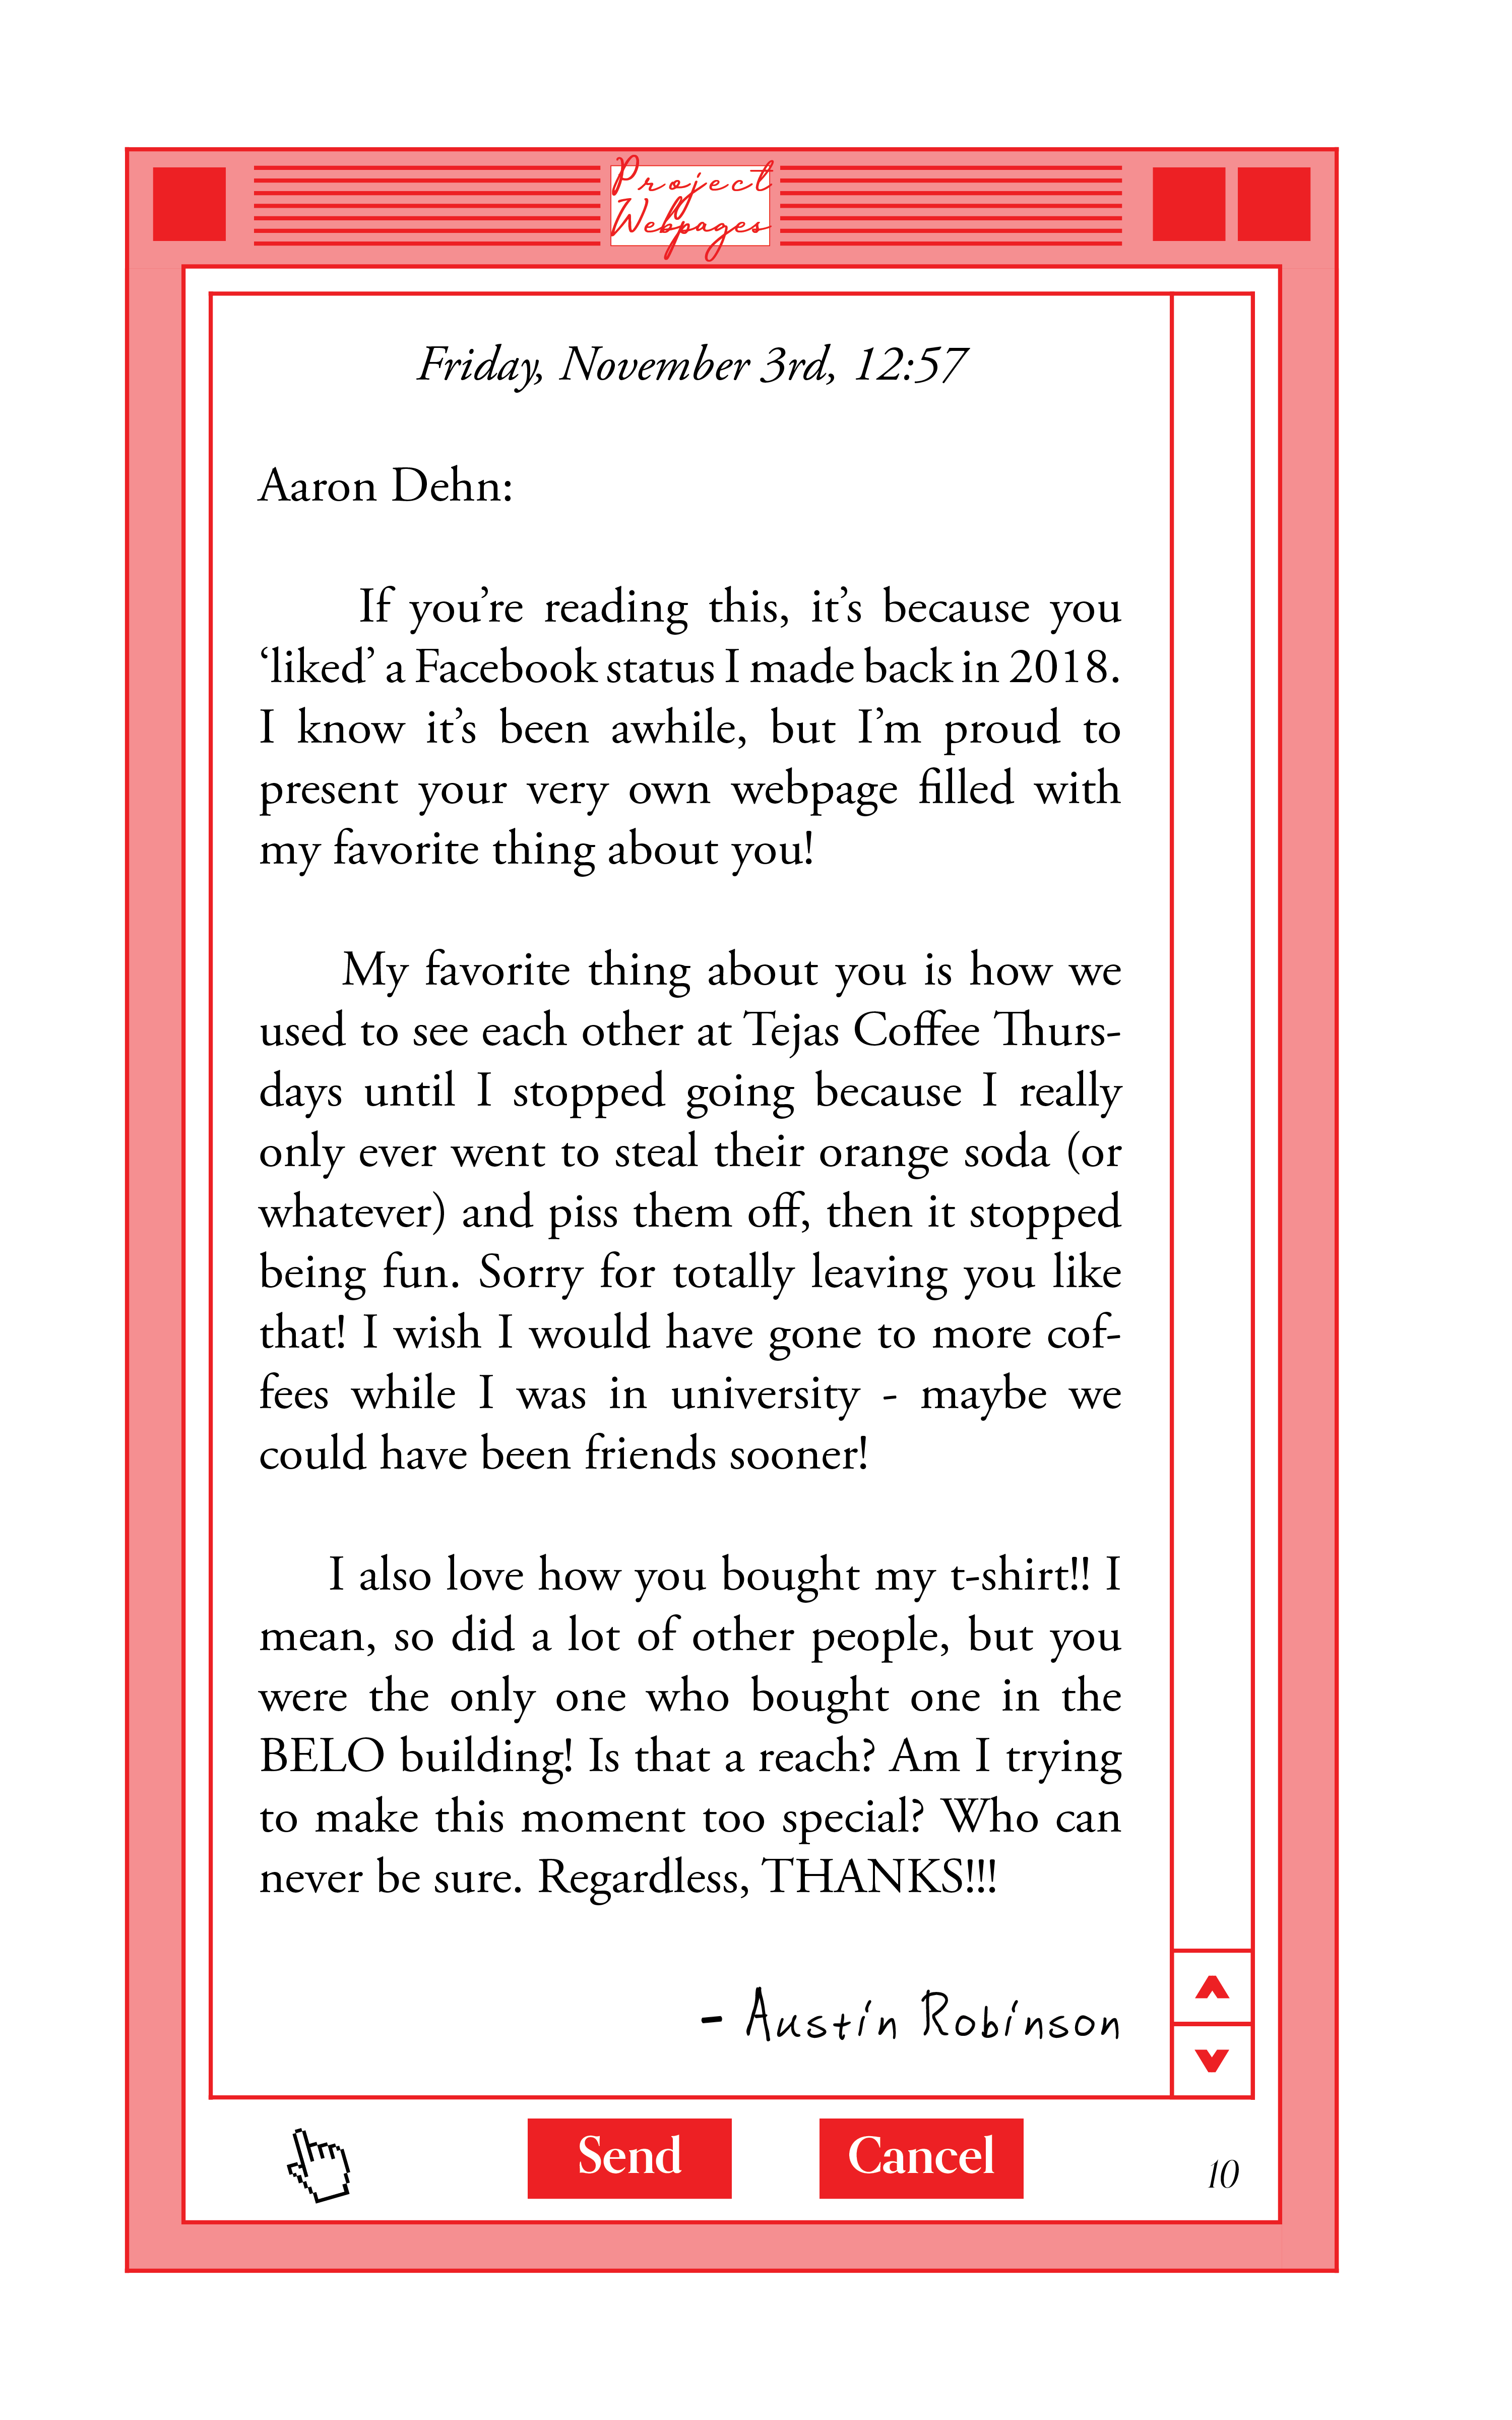 Project
Webpages
Friday, November 3rd, 12:57
Aaron Dehn:
If you’re reading this, it’s because you
‘liked’ a Facebook status I made back in 2018.
I know it’s been awhile, but I’m proud to
present your very own webpage filled with
my favorite thing about you!
My favorite thing about you is how we
used to see each other at Tejas Coffee Thurs-
days until I stopped going because I really
only ever went to steal their orange soda (or
whatever) and piss them off, then it stopped
being fun. Sorry for totally leaving you like
that! I wish I would have gone to more cof-
fees while I was in university - maybe we
could have been friends sooner!
I also love how you bought my t-shirt!! I
mean, so did a lot of other people, but you
were the only one who bought one in the
BELO building! Is that a reach? Am I trying
to make this moment too special? Who can
never be sure. Regardless, THANKS!!!
- Austin Robinson
Send Cancel
10